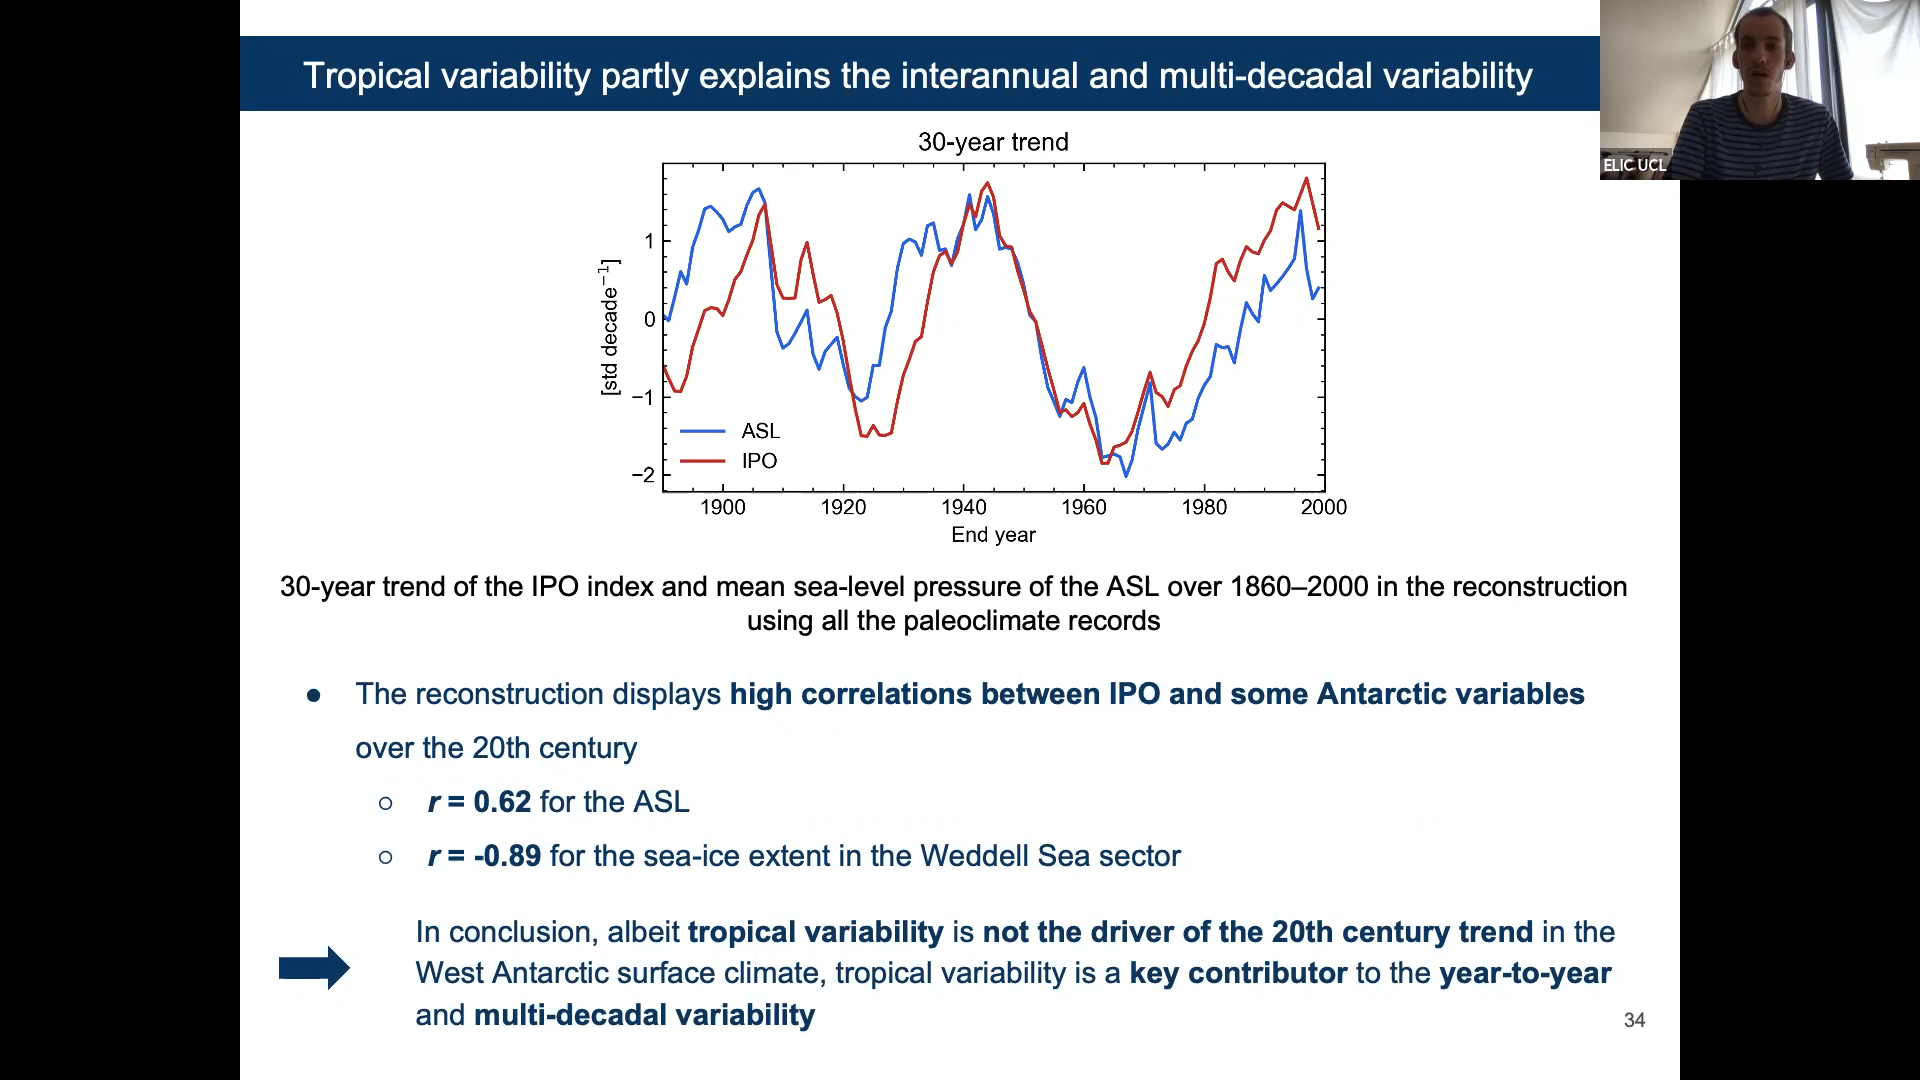 Tropical variability partly explains the interannual and multi-decadal variability
ELIC UCL
30-year trend
[std decade⁻¹]
1
0
−1
−2
ASL
IPO
1900 1920 1940 1960 1980 2000
End year
30-year trend of the IPO index and mean sea-level pressure of the ASL over 1860–2000 in the reconstruction
using all the paleoclimate records
● The reconstruction displays high correlations between IPO and some Antarctic variables
over the 20th century
○ r = 0.62 for the ASL
○ r = -0.89 for the sea-ice extent in the Weddell Sea sector
In conclusion, albeit tropical variability is not the driver of the 20th century trend in the
West Antarctic surface climate, tropical variability is a key contributor to the year-to-year
and multi-decadal variability
34